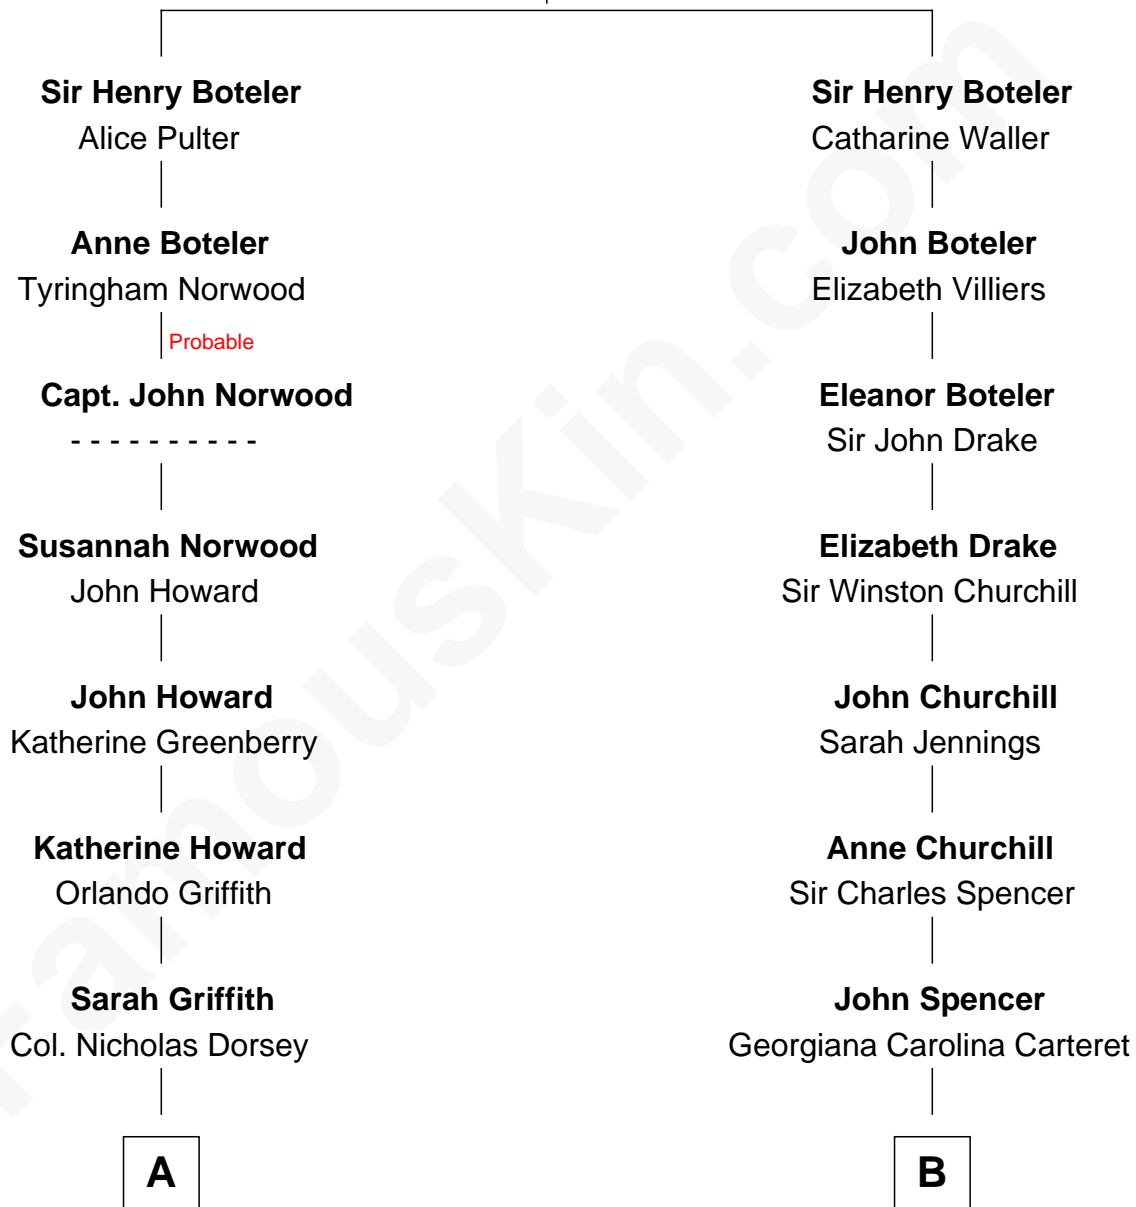 Sir Henry Boteler
Alice Pulter
Anne Boteler
Tyringham Norwood
Probable
Capt. John Norwood
- - - - - - - - - -
Susannah Norwood
John Howard
John Howard
Katherine Greenberry
Katherine Howard
Orlando Griffith
Sarah Griffith
Col. Nicholas Dorsey
A
Sir Henry Boteler
Catharine Waller
John Boteler
Elizabeth Villiers
Eleanor Boteler
Sir John Drake
Elizabeth Drake
Sir Winston Churchill
John Churchill
Sarah Jennings
Anne Churchill
Sir Charles Spencer
John Spencer
Georgiana Carolina Carteret
B
FamousKin.com